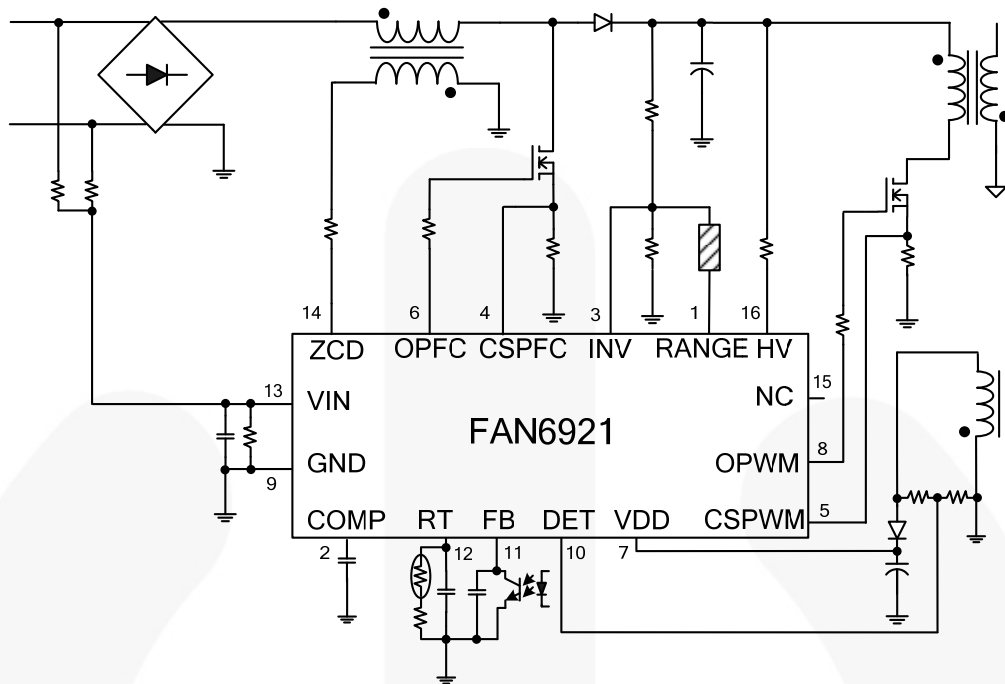 14 6 4 3 1 16
ZCD OPFC CSPFC INV RANGE HV
13 VIN NC 15
FAN6921
GND OPWM 8
9
COMP RT FB DET VDD CSPWM 5
2 12 11 10 7